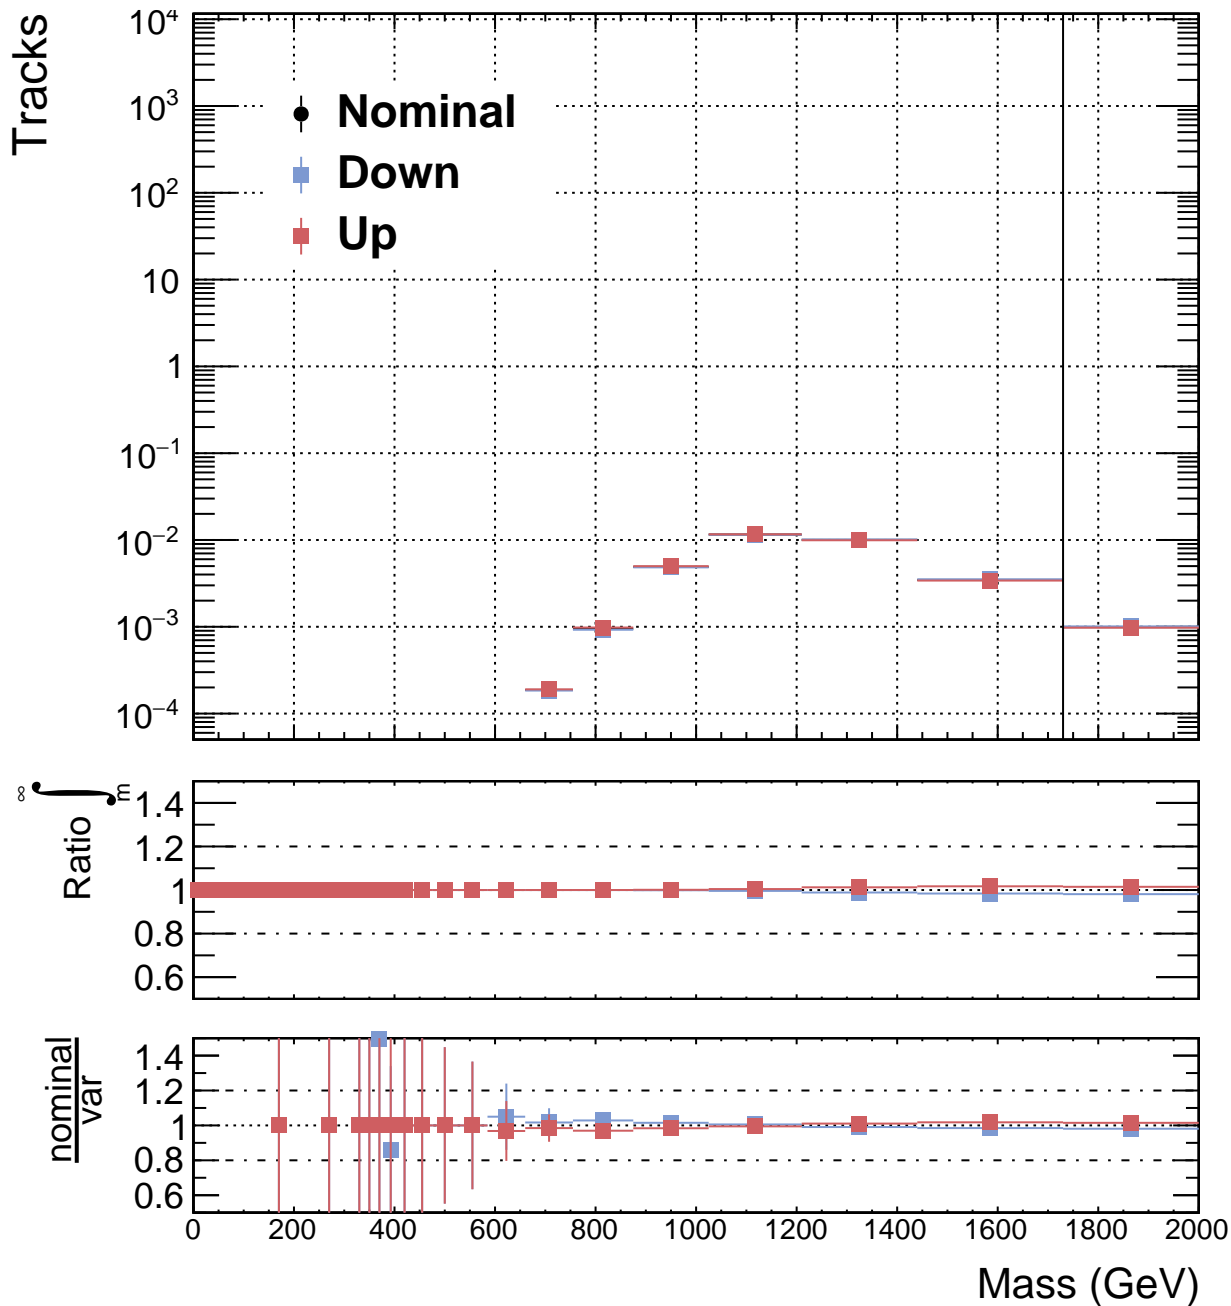 Tracks
10⁴
10³
10²
10
1
10⁻¹
10⁻²
10⁻³
10⁻⁴
Nominal
Down
Up
Ratio ∫
m
∞
1.4
1.2
1
0.8
0.6
nominal
var
1.4
1.2
1
0.8
0.6
0 200 400 600 800 1000 1200 1400 1600 1800 2000
Mass (GeV)